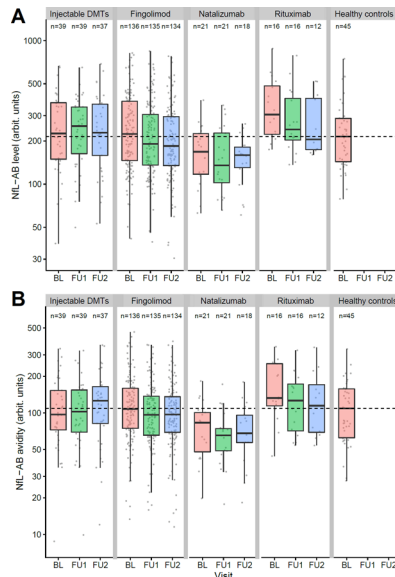 A
Injectable DMTs Fingolimod Natalizumab Rituximab Healthy controls
n=39 n=39 n=37 n=136 n=135 n=134 n=21 n=21 n=18 n=16 n=16 n=12 n=45
NfL-AB level (arbit. units)
1000
500
300
200
100
50
30
BL FU1 FU2 BL FU1 FU2 BL FU1 FU2 BL FU1 FU2 BL FU1 FU2
B
Injectable DMTs Fingolimod Natalizumab Rituximab Healthy controls
n=39 n=39 n=37 n=136 n=135 n=134 n=21 n=21 n=18 n=16 n=16 n=12 n=45
NfL-AB avidity (arbit. units)
500
300
200
100
50
30
20
10
BL FU1 FU2 BL FU1 FU2 BL FU1 FU2 BL FU1 FU2 BL FU1 FU2
Visit